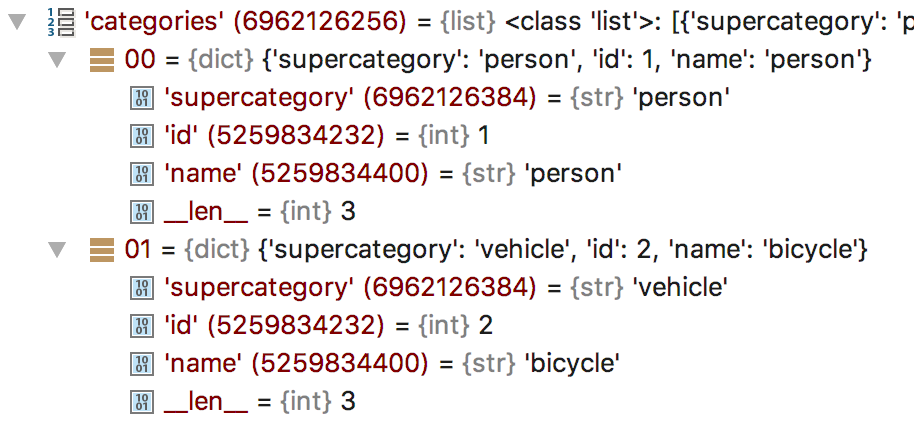 'categories' (6962126256) = {list} <class 'list'>: [{'supercategory': 'p
00 = {dict} {'supercategory': 'person', 'id': 1, 'name': 'person'}
'supercategory' (6962126384) = {str} 'person'
'id' (5259834232) = {int} 1
'name' (5259834400) = {str} 'person'
__len__ = {int} 3
01 = {dict} {'supercategory': 'vehicle', 'id': 2, 'name': 'bicycle'}
'supercategory' (6962126384) = {str} 'vehicle'
'id' (5259834232) = {int} 2
'name' (5259834400) = {str} 'bicycle'
__len__ = {int} 3